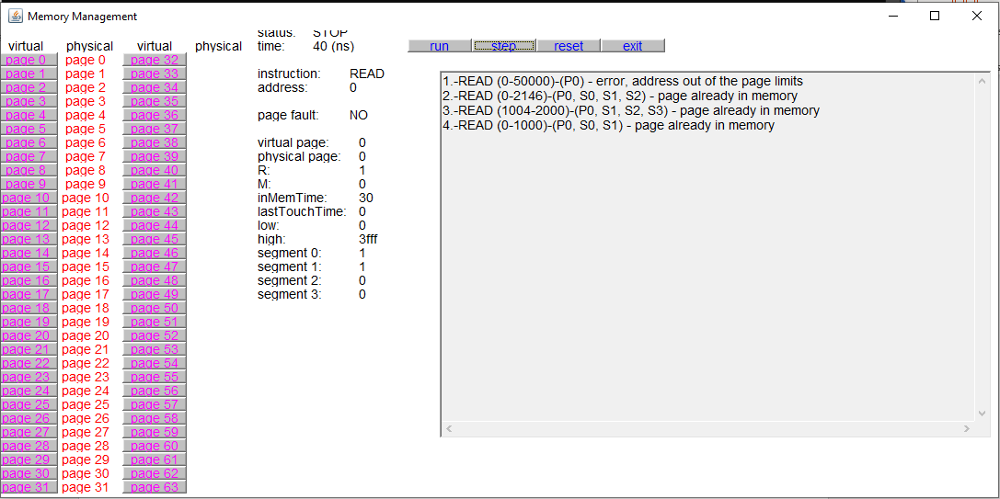 Memory Management
status: STOP
virtual physical virtual physical time: 40 (ns) run step reset exit
page 0 page 0 page 32
page 1 page 1 page 33 instruction: READ
page 2 page 2 page 34 address: 0
page 3 page 3 page 35
page 4 page 4 page 36 page fault: NO
page 5 page 5 page 37
page 6 page 6 page 38 virtual page: 0
page 7 page 7 page 39 physical page: 0
page 8 page 8 page 40 R: 1
page 9 page 9 page 41 M: 0
page 10 page 10 page 42 inMemTime: 30
page 11 page 11 page 43 lastTouchTime: 0
page 12 page 12 page 44 low: 0
page 13 page 13 page 45 high: 3fff
page 14 page 14 page 46 segment 0: 1
page 15 page 15 page 47 segment 1: 1
page 16 page 16 page 48 segment 2: 0
page 17 page 17 page 49 segment 3: 0
page 18 page 18 page 50
page 19 page 19 page 51
page 20 page 20 page 52
page 21 page 21 page 53
page 22 page 22 page 54
page 23 page 23 page 55
page 24 page 24 page 56
page 25 page 25 page 57
page 26 page 26 page 58
page 27 page 27 page 59
page 28 page 28 page 60
page 29 page 29 page 61
page 30 page 30 page 62
page 31 page 31 page 63
1.-READ (0-50000)-(P0) - error, address out of the page limits
2.-READ (0-2146)-(P0, S0, S1, S2) - page already in memory
3.-READ (1004-2000)-(P0, S1, S2, S3) - page already in memory
4.-READ (0-1000)-(P0, S0, S1) - page already in memory